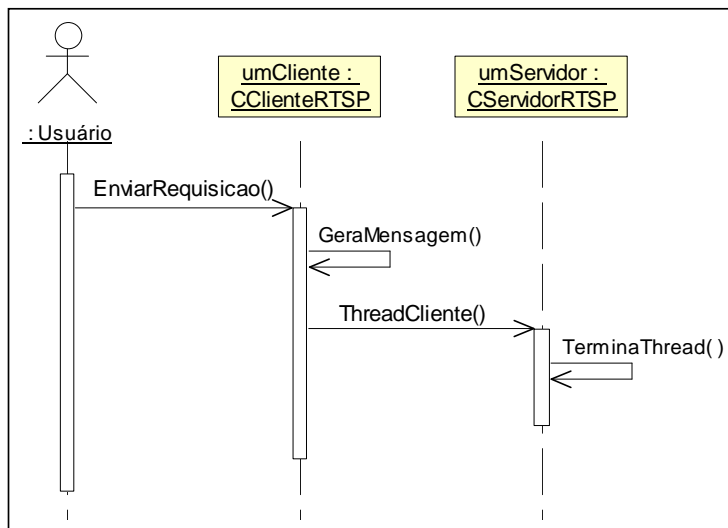 umCliente :
CClienteRTSP
umServidor :
CServidorRTSP
: Usuário
EnviarRequisicao()
GeraMensagem()
ThreadCliente()
TerminaThread( )